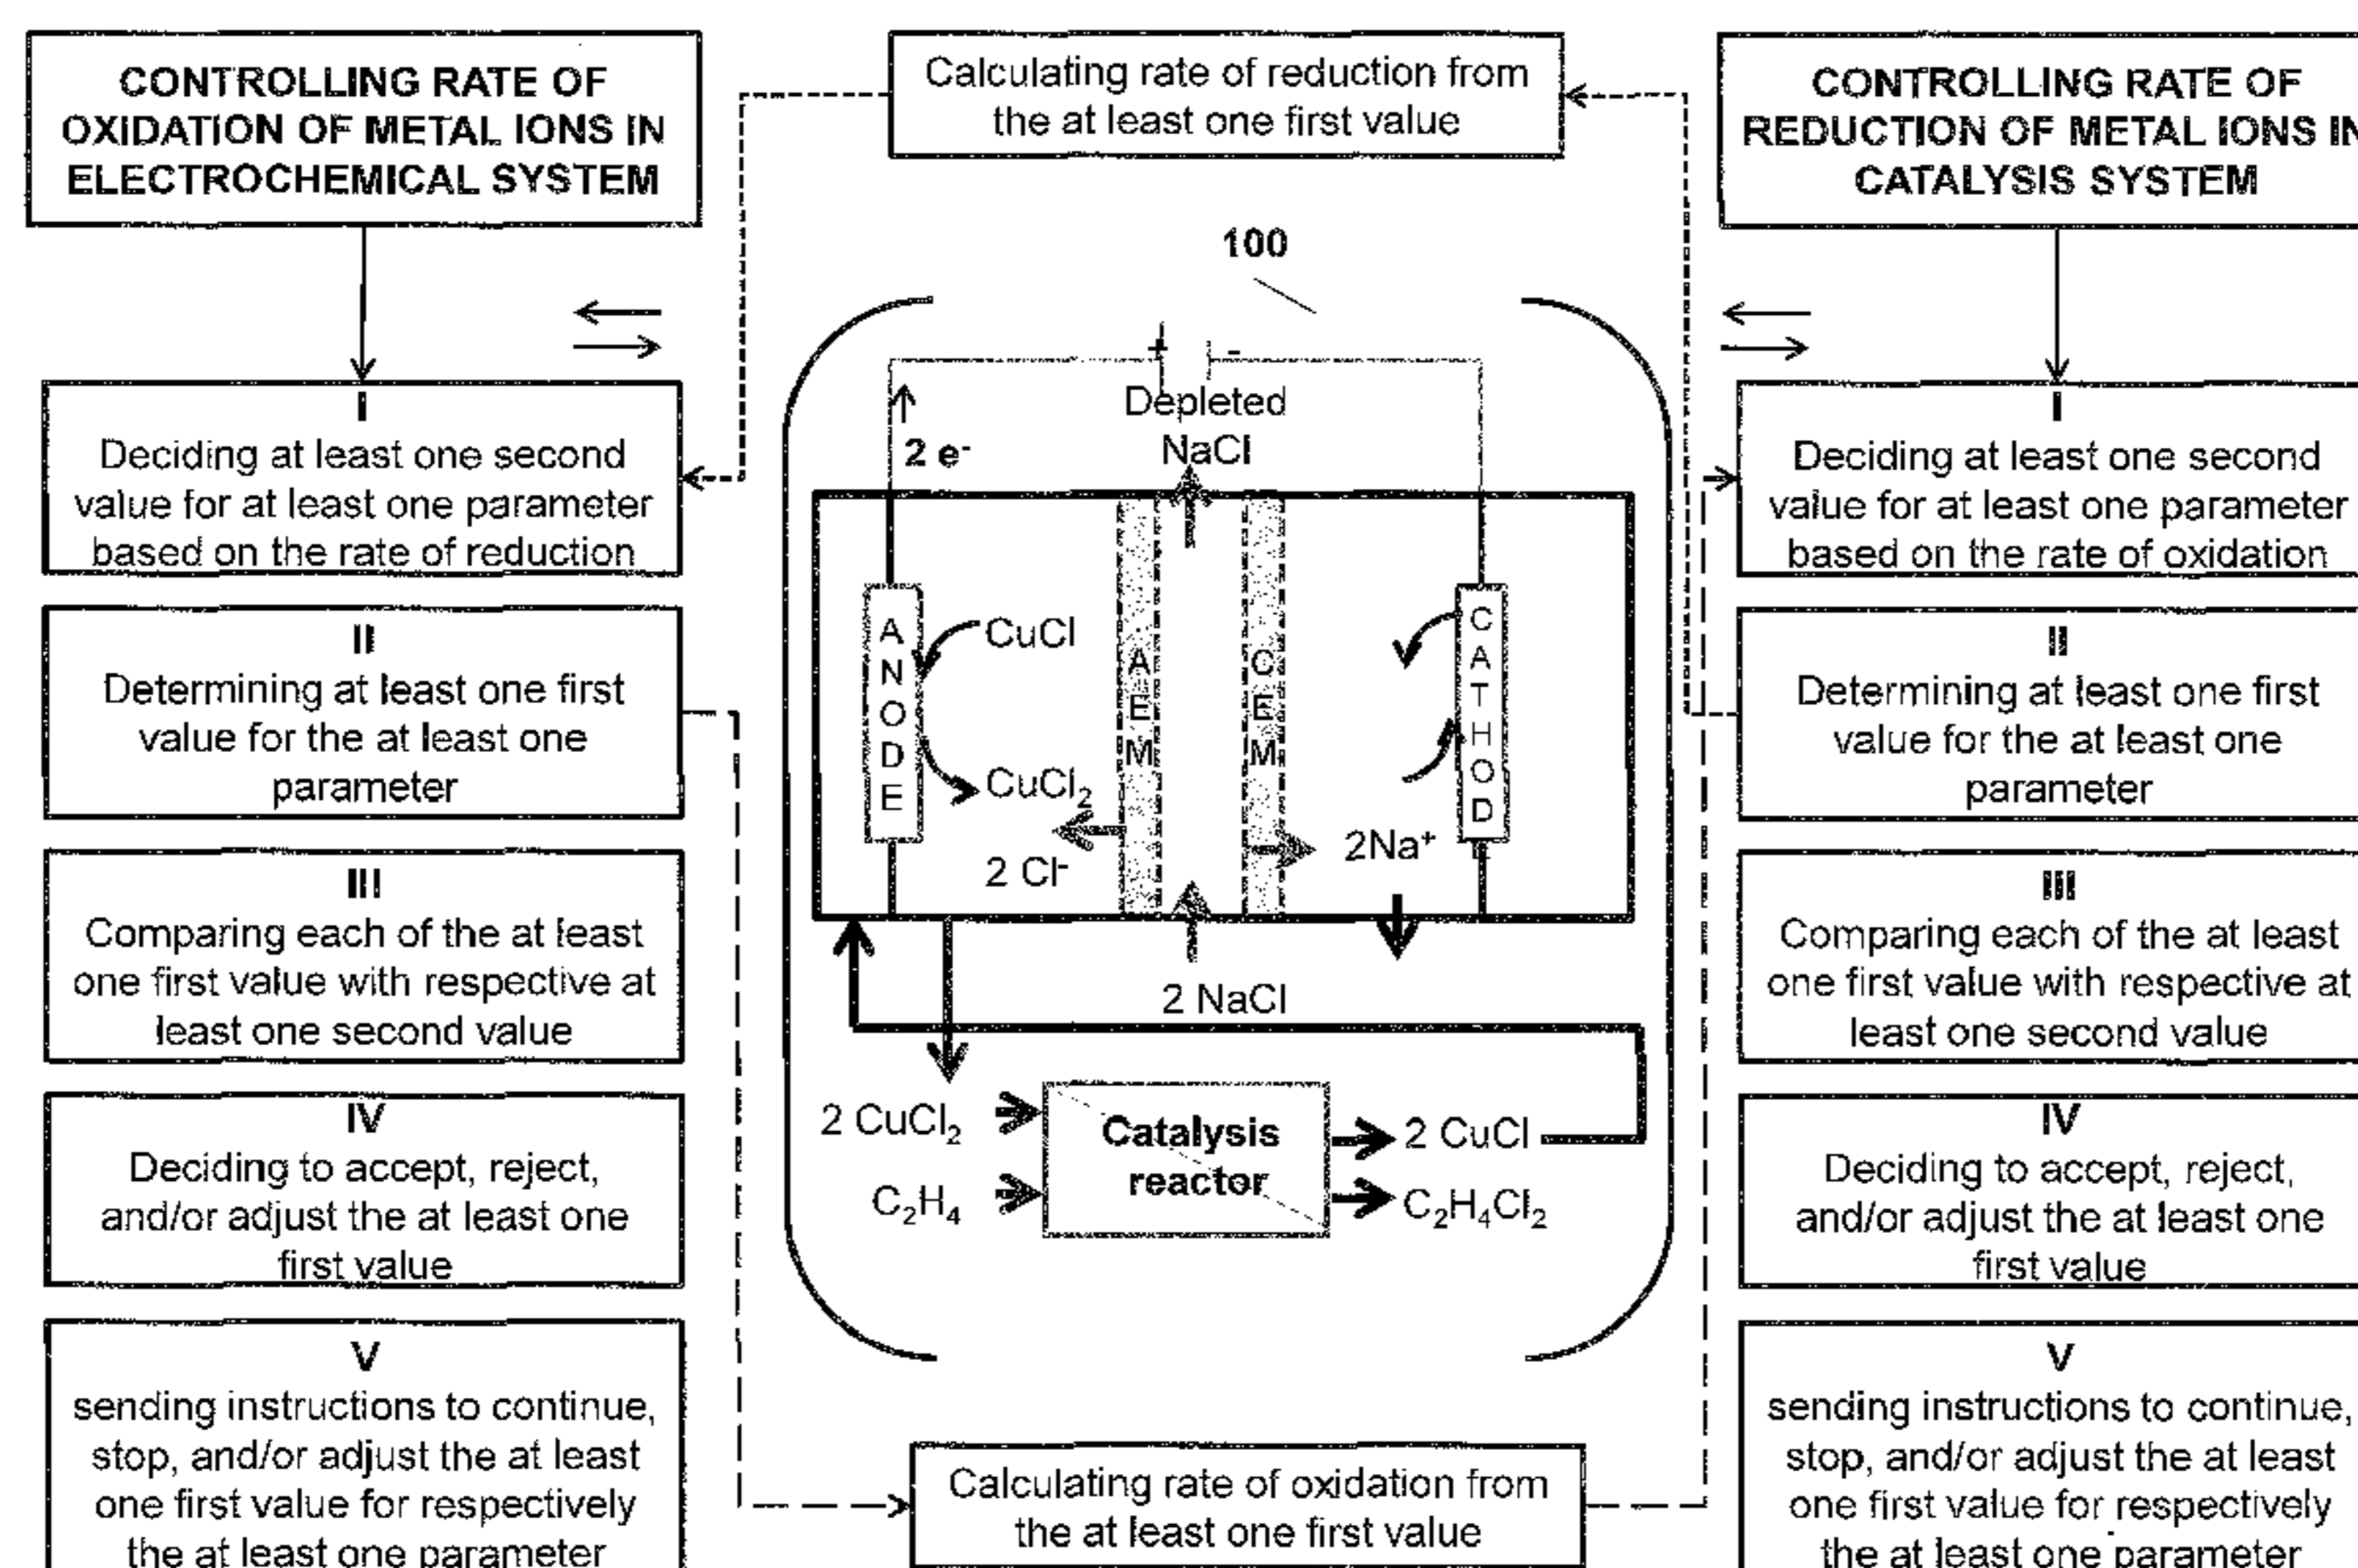 CONTROLLING RATE OF
OXIDATION OF METAL IONS IN
ELECTROCHEMICAL SYSTEM
I
Deciding at least one second
value for at least one parameter
based on the rate of reduction
II
Determining at least one first
value for the at least one
parameter
III
Comparing each of the at least
one first value with respective at
least one second value
IV
Deciding to accept, reject,
and/or adjust the at least one
first value
V
sending instructions to continue,
stop, and/or adjust the at least
one first value for respectively
the at least one parameter
Calculating rate of reduction from
the at least one first value
100
+ -
Depleted
NaCl
2 e-
ANODE
CuCl
CuCl₂
2 Cl-
AEM
CEM
CATHODE
2Na+
2 NaCl
2 CuCl₂
C₂H₄
Catalysis
reactor
2 CuCl
C₂H₄Cl₂
Calculating rate of oxidation from
the at least one first value
CONTROLLING RATE OF
REDUCTION OF METAL IONS IN
CATALYSIS SYSTEM
I
Deciding at least one second
value for at least one parameter
based on the rate of oxidation
II
Determining at least one first
value for the at least one
parameter
III
Comparing each of the at least
one first value with respective at
least one second value
IV
Deciding to accept, reject,
and/or adjust the at least one
first value
V
sending instructions to continue,
stop, and/or adjust the at least
one first value for respectively
the at least one parameter